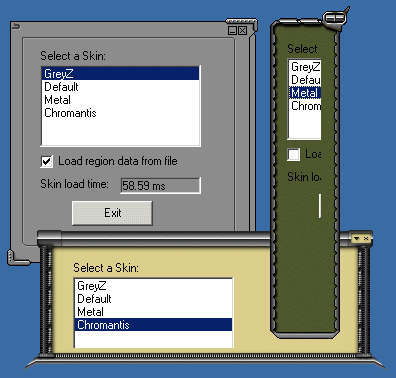 Select a Skin:
GreyZ
Default
Metal
Chromantis
Load region data from file
Skin load time: 58.59 ms
Exit
Select
GreyZ
Defau
Metal
Chrom
Loa
Skin lo
Select a Skin:
GreyZ
Default
Metal
Chromantis